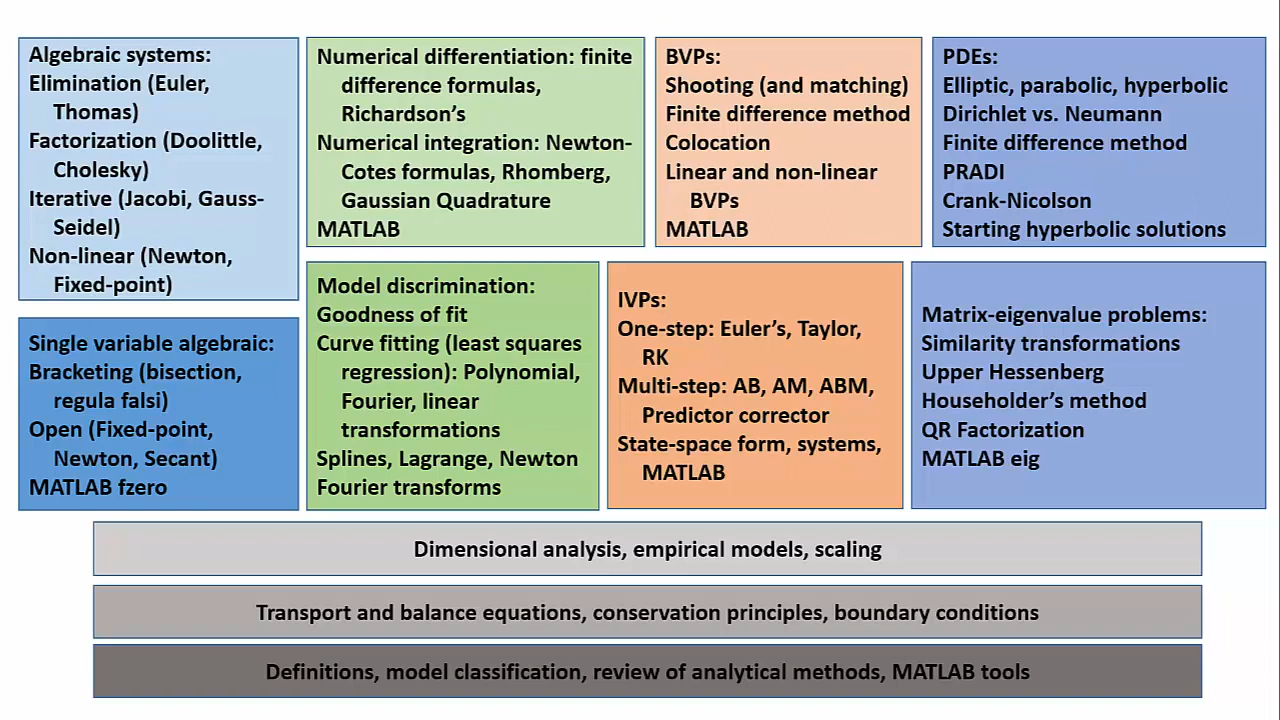 Algebraic systems:
Elimination (Euler,
Thomas)
Factorization (Doolittle,
Cholesky)
Iterative (Jacobi, Gauss-
Seidel)
Non-linear (Newton,
Fixed-point)
Numerical differentiation: finite
difference formulas,
Richardson's
Numerical integration: Newton-
Cotes formulas, Rhomberg,
Gaussian Quadrature
MATLAB
BVPs:
Shooting (and matching)
Finite difference method
Colocation
Linear and non-linear
BVPs
MATLAB
PDEs:
Elliptic, parabolic, hyperbolic
Dirichlet vs. Neumann
Finite difference method
PRADI
Crank-Nicolson
Starting hyperbolic solutions
Single variable algebraic:
Bracketing (bisection,
regula falsi)
Open (Fixed-point,
Newton, Secant)
MATLAB fzero
Model discrimination:
Goodness of fit
Curve fitting (least squares
regression): Polynomial,
Fourier, linear
transformations
Splines, Lagrange, Newton
Fourier transforms
IVPs:
One-step: Euler's, Taylor,
RK
Multi-step: AB, AM, ABM,
Predictor corrector
State-space form, systems,
MATLAB
Matrix-eigenvalue problems:
Similarity transformations
Upper Hessenberg
Householder's method
QR Factorization
MATLAB eig
Dimensional analysis, empirical models, scaling
Transport and balance equations, conservation principles, boundary conditions
Definitions, model classification, review of analytical methods, MATLAB tools